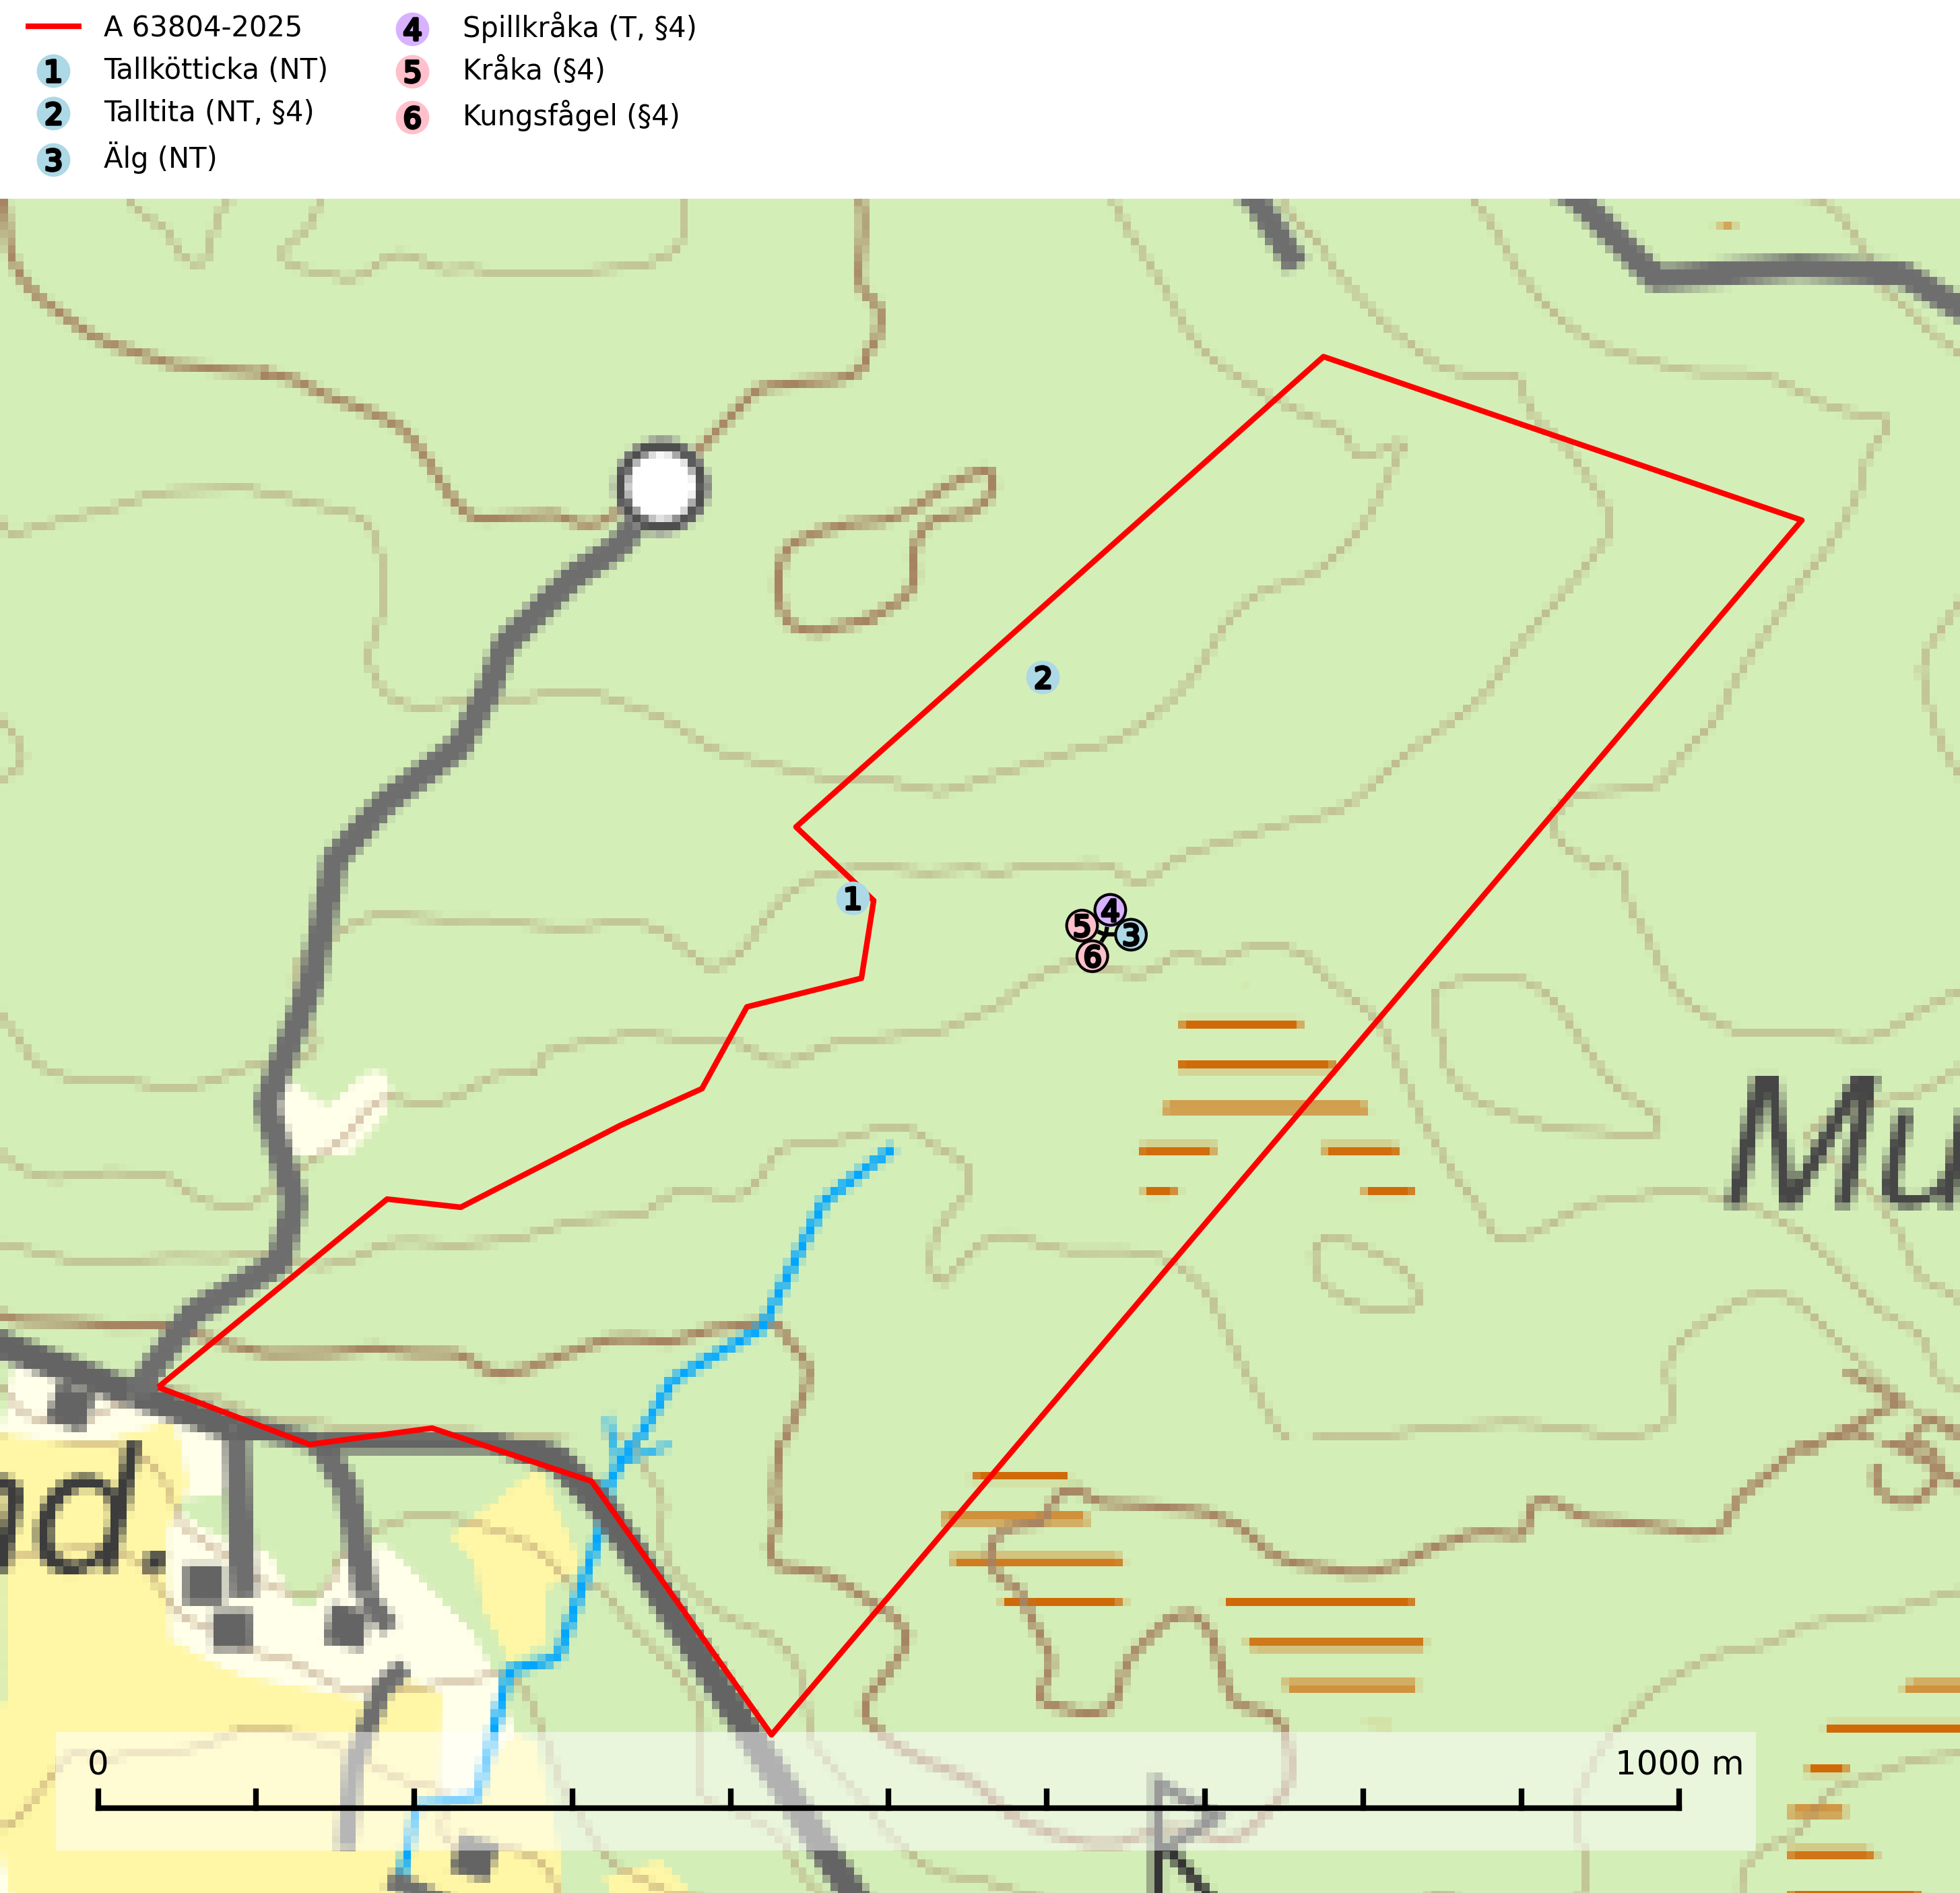 A 63804-2025
1 Tallkötticka (NT)
2 Talltita (NT, §4)
3 Älg (NT)
4 Spillkråka (T, §4)
5 Kråka (§4)
6 Kungsfågel (§4)
2
1
4
5
3
6
Mu
d.
0
1000 m